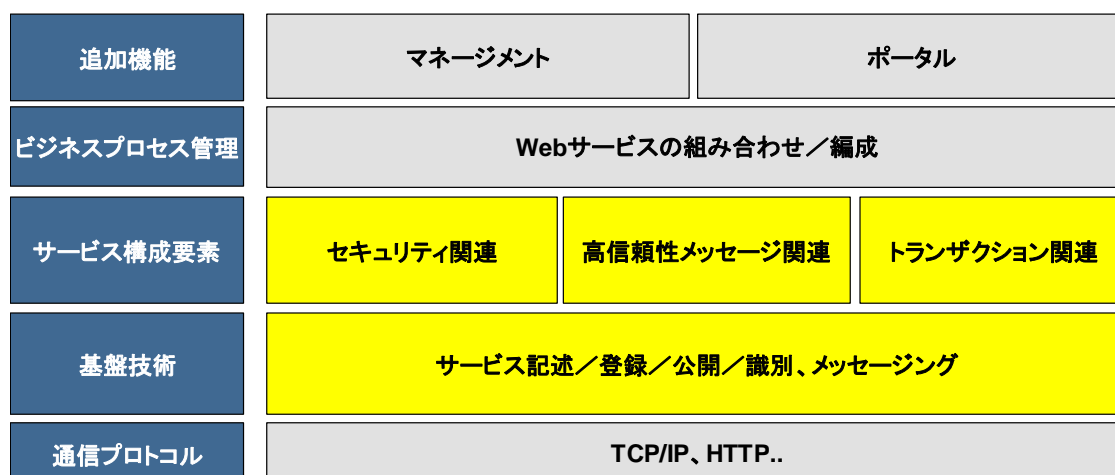 追加機能
マネージメント
ポータル
ビジネスプロセス管理
Webサービスの組み合わせ／編成
サービス構成要素
セキュリティ関連
高信頼性メッセージ関連
トランザクション関連
基盤技術
サービス記述／登録／公開／識別、メッセージング
通信プロトコル
TCP/IP、HTTP..